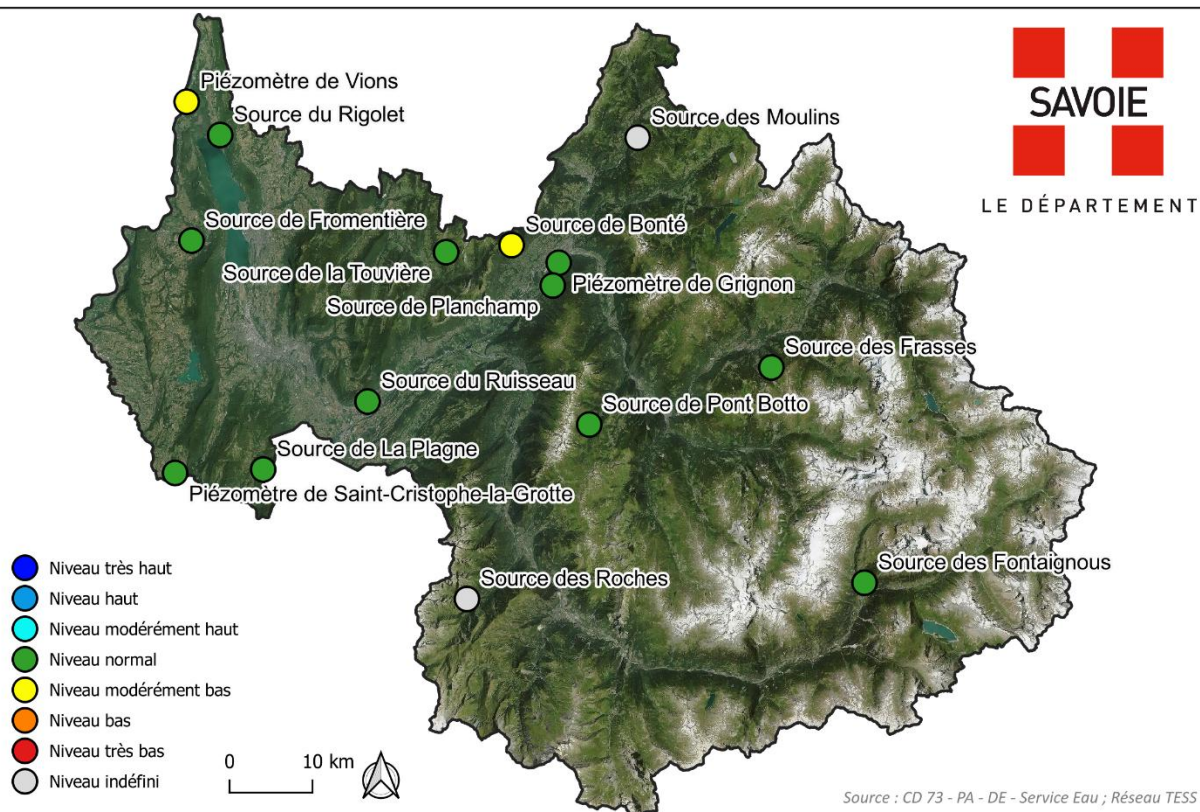 Piézomètre de Vions
Source du Rigolet
Source des Moulins
SAVOIE
LE DÉPARTEMENT
Source de Fromentière
Source de Bonté
Source de la Touvière
Piézomètre de Grignon
Source de Planchamp
Source des Frasses
Source du Ruisseau
Source de Pont Botto
Source de La Plagne
Piézomètre de Saint-Cristophe-la-Grotte
Source des Roches
Source des Fontaignous
Niveau très haut
Niveau haut
Niveau modérément haut
Niveau normal
Niveau modérément bas
Niveau bas
Niveau très bas
Niveau indéfini
0 10 km
Source : CD 73 - PA - DE - Service Eau ; Réseau TESS